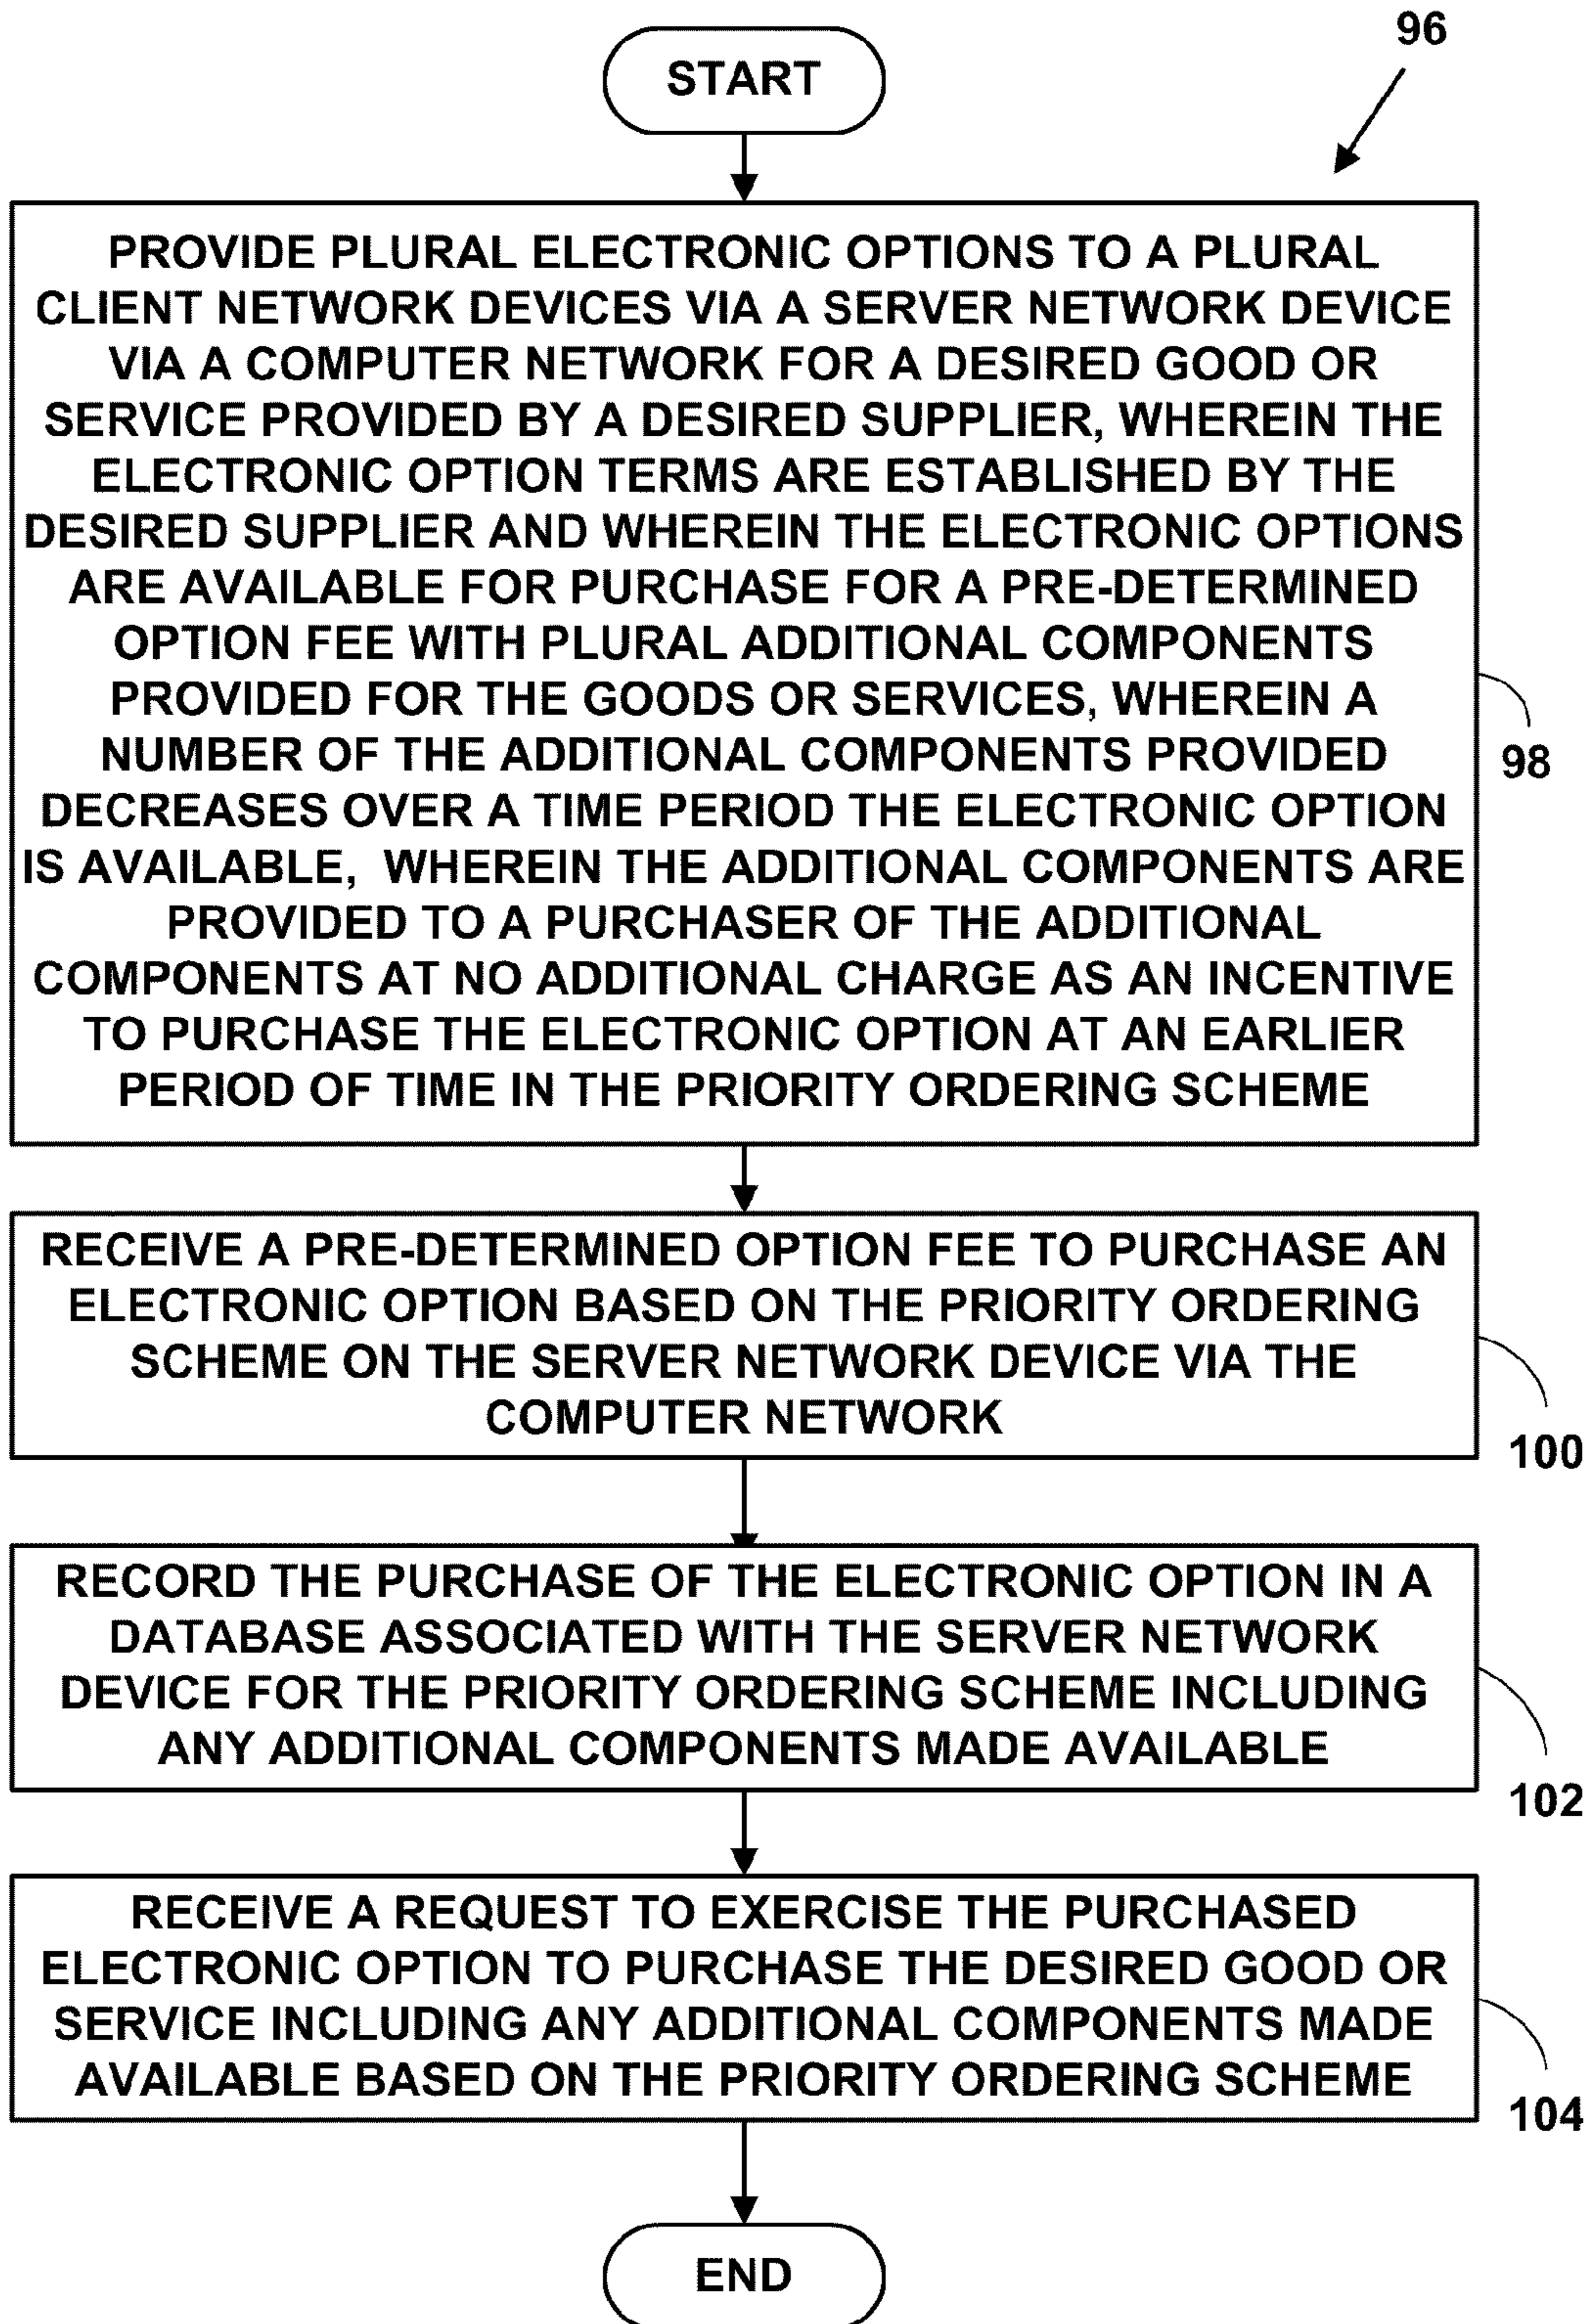 96
START
PROVIDE PLURAL ELECTRONIC OPTIONS TO A PLURAL
CLIENT NETWORK DEVICES VIA A SERVER NETWORK DEVICE
VIA A COMPUTER NETWORK FOR A DESIRED GOOD OR
SERVICE PROVIDED BY A DESIRED SUPPLIER, WHEREIN THE
ELECTRONIC OPTION TERMS ARE ESTABLISHED BY THE
DESIRED SUPPLIER AND WHEREIN THE ELECTRONIC OPTIONS
ARE AVAILABLE FOR PURCHASE FOR A PRE-DETERMINED
OPTION FEE WITH PLURAL ADDITIONAL COMPONENTS
PROVIDED FOR THE GOODS OR SERVICES, WHEREIN A
NUMBER OF THE ADDITIONAL COMPONENTS PROVIDED
DECREASES OVER A TIME PERIOD THE ELECTRONIC OPTION
IS AVAILABLE, WHEREIN THE ADDITIONAL COMPONENTS ARE
PROVIDED TO A PURCHASER OF THE ADDITIONAL
COMPONENTS AT NO ADDITIONAL CHARGE AS AN INCENTIVE
TO PURCHASE THE ELECTRONIC OPTION AT AN EARLIER
PERIOD OF TIME IN THE PRIORITY ORDERING SCHEME
98
RECEIVE A PRE-DETERMINED OPTION FEE TO PURCHASE AN
ELECTRONIC OPTION BASED ON THE PRIORITY ORDERING
SCHEME ON THE SERVER NETWORK DEVICE VIA THE
COMPUTER NETWORK
100
RECORD THE PURCHASE OF THE ELECTRONIC OPTION IN A
DATABASE ASSOCIATED WITH THE SERVER NETWORK
DEVICE FOR THE PRIORITY ORDERING SCHEME INCLUDING
ANY ADDITIONAL COMPONENTS MADE AVAILABLE
102
RECEIVE A REQUEST TO EXERCISE THE PURCHASED
ELECTRONIC OPTION TO PURCHASE THE DESIRED GOOD OR
SERVICE INCLUDING ANY ADDITIONAL COMPONENTS MADE
AVAILABLE BASED ON THE PRIORITY ORDERING SCHEME
104
END